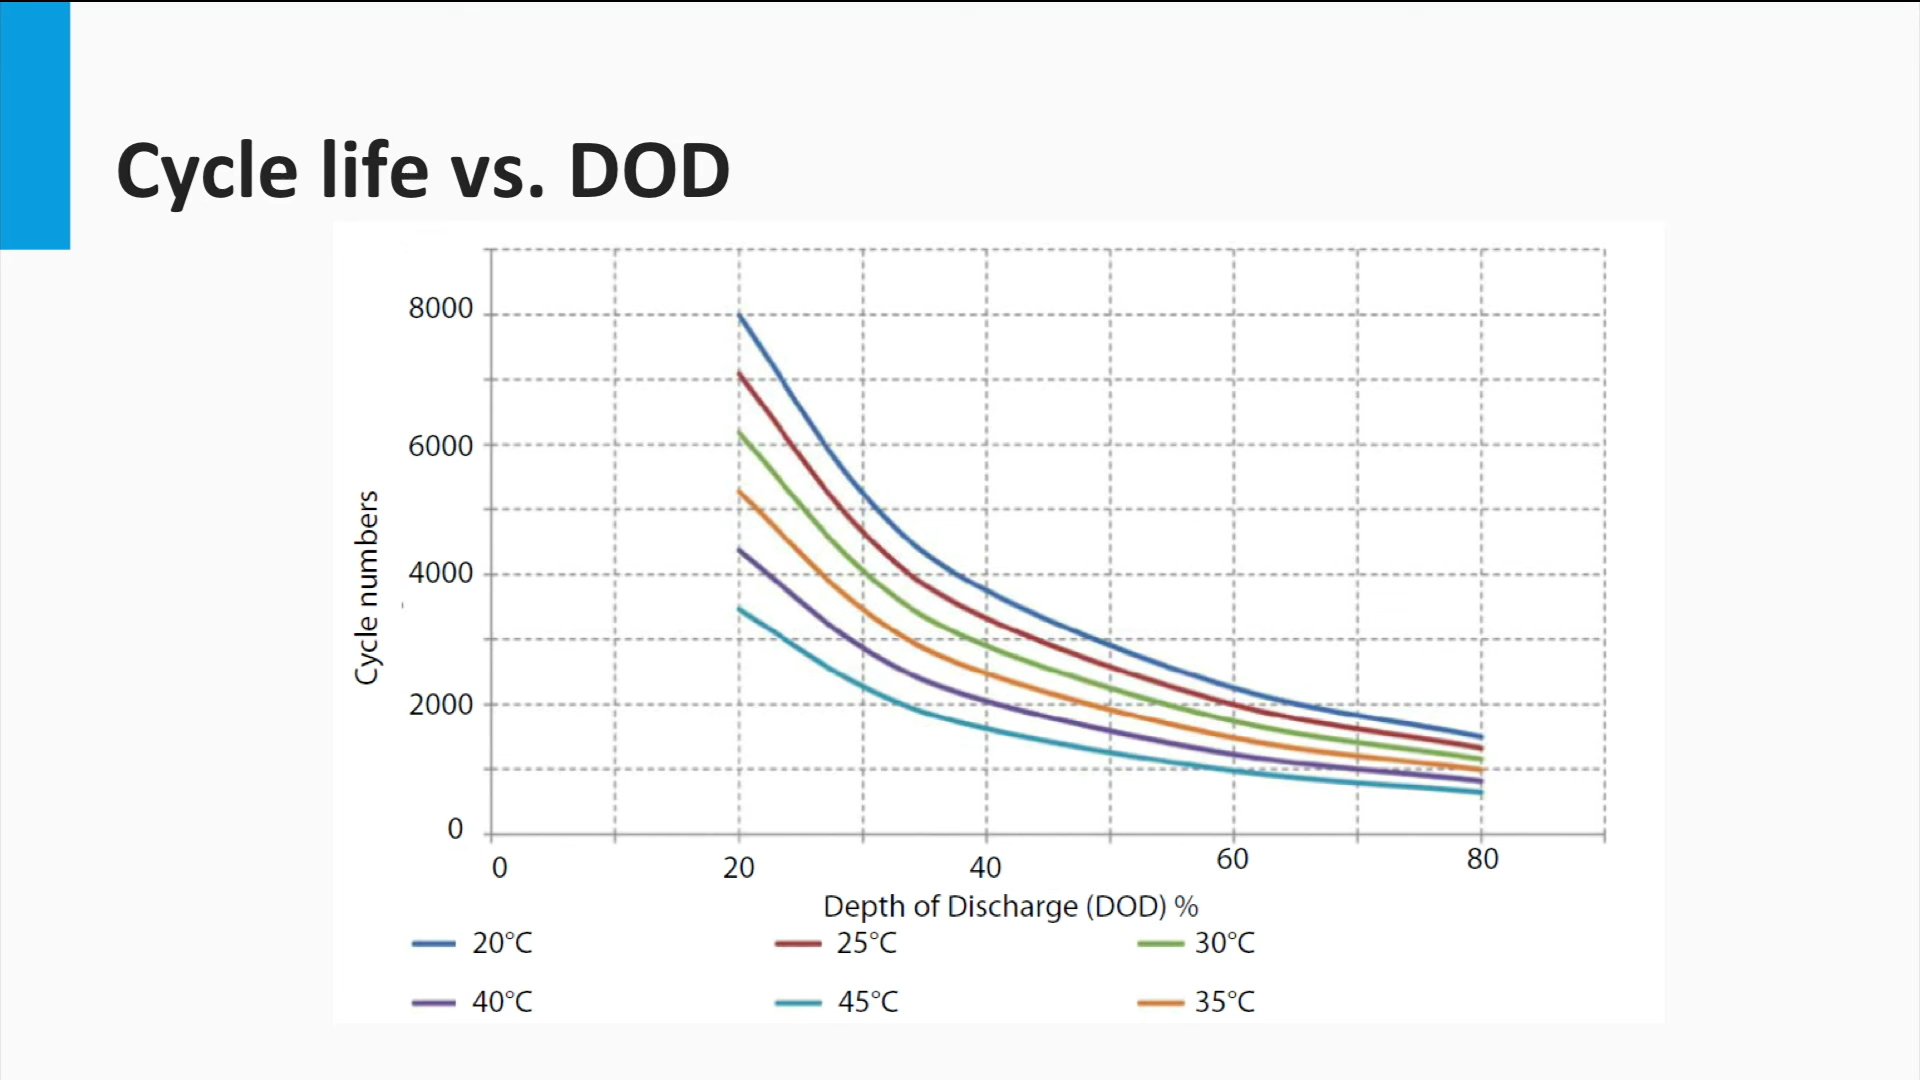 Cycle life vs. DOD
8000
6000
4000
2000
0
Cycle numbers
0 20 40 60 80
Depth of Discharge (DOD) %
20°C 25°C 30°C
40°C 45°C 35°C